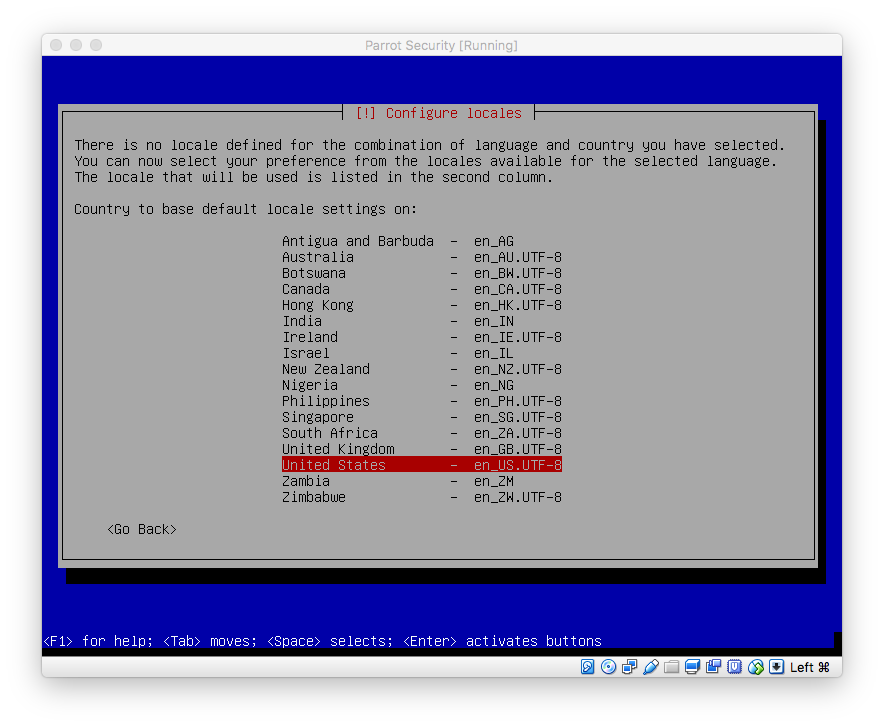 Parrot Security [Running]
[!] Configure locales
There is no locale defined for the combination of language and country you have selected.
You can now select your preference from the locales available for the selected language.
The locale that will be used is listed in the second column.
Country to base default locale settings on:
Antigua and Barbuda - en_AG
Australia - en_AU.UTF-8
Botswana - en_BW.UTF-8
Canada - en_CA.UTF-8
Hong Kong - en_HK.UTF-8
India - en_IN
Ireland - en_IE.UTF-8
Israel - en_IL
New Zealand - en_NZ.UTF-8
Nigeria - en_NG
Philippines - en_PH.UTF-8
Singapore - en_SG.UTF-8
South Africa - en_ZA.UTF-8
United Kingdom - en_GB.UTF-8
United States - en_US.UTF-8
Zambia - en_ZM
Zimbabwe - en_ZW.UTF-8
<Go Back>
<F1> for help; <Tab> moves; <Space> selects; <Enter> activates buttons
Left ⌘